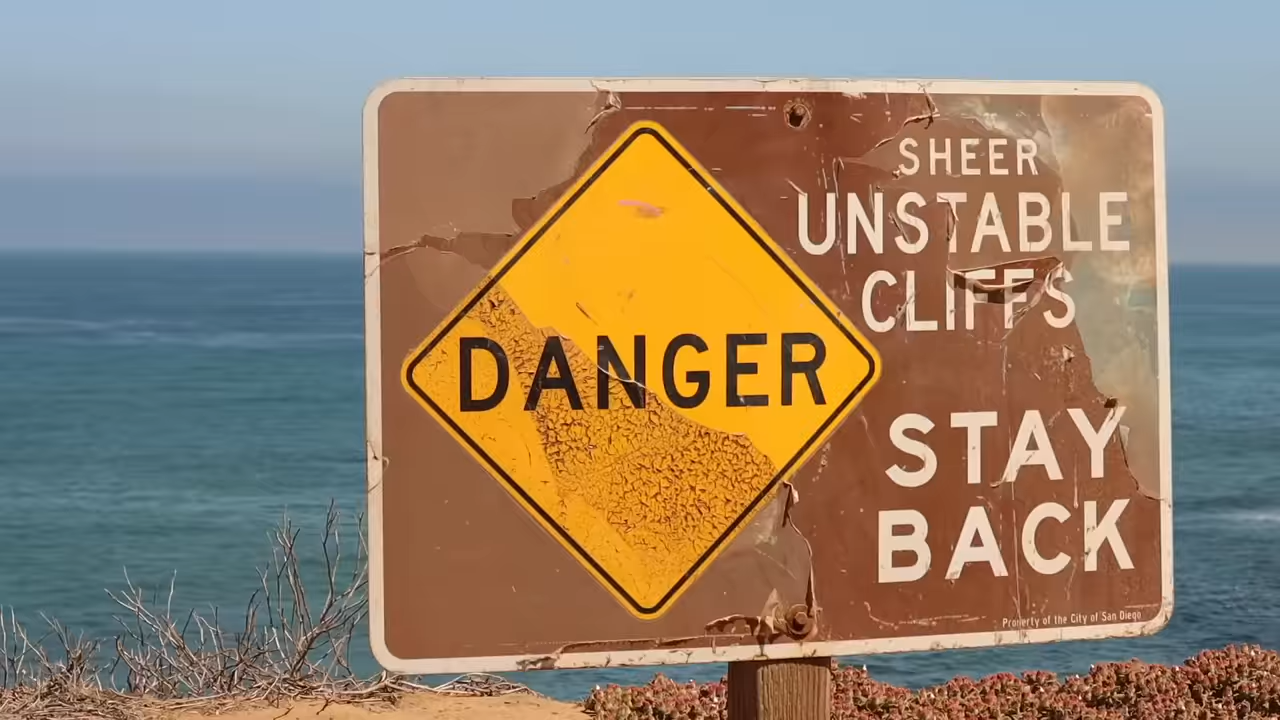 DANGER
SHEER
UNSTABLE
CLIFFS
STAY
BACK
Property of the City of San Diego